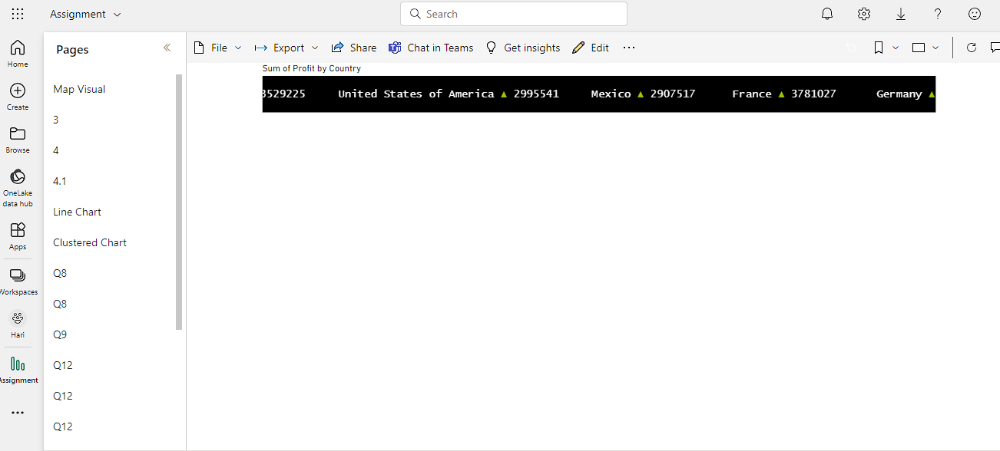 Assignment
Search
Home
Create
Browse
OneLake
data hub
Apps
Workspaces
Hari
Assignment
Pages
Map Visual
3
4
4.1
Line Chart
Clustered Chart
Q8
Q8
Q9
Q12
Q12
Q12
File Export Share Chat in Teams Get insights Edit
Sum of Profit by Country
3529225 United States of America ▲ 2995541 Mexico ▲ 2907517 France ▲ 3781027 Germany ▲